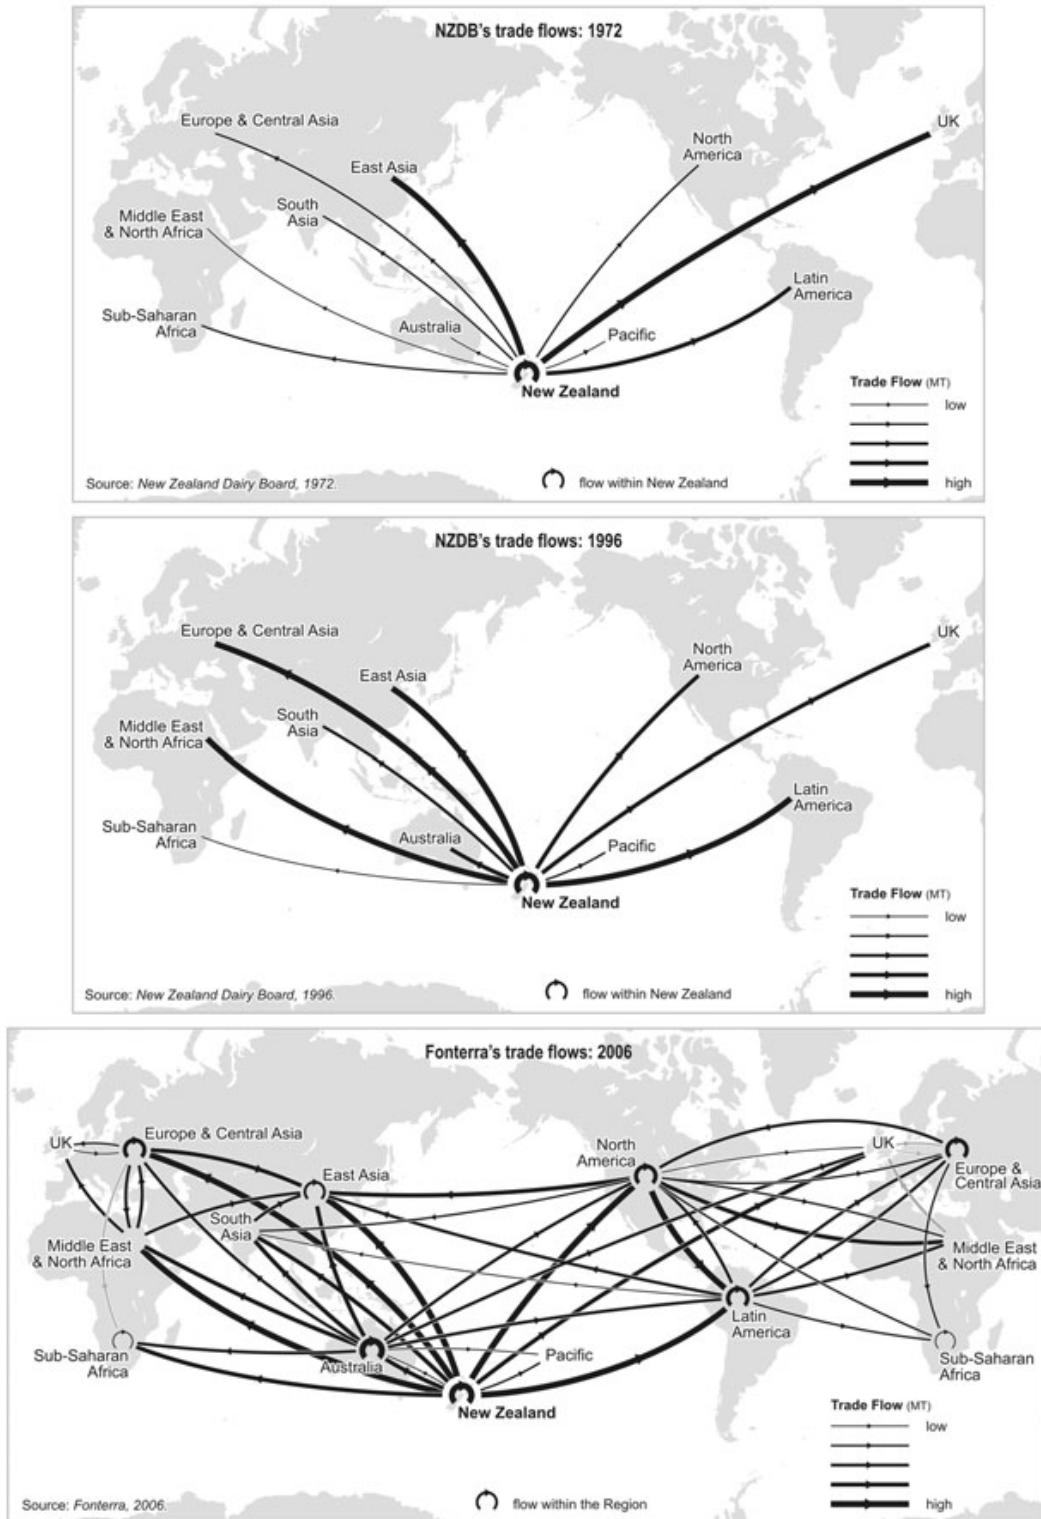 NZDB's trade flows: 1972
Europe & Central Asia
UK
North
America
East Asia
South
Asia
Middle East
& North Africa
Latin
America
Sub-Saharan
Africa
Australia
Pacific
New Zealand
Trade Flow (MT)
low
high
Source: New Zealand Dairy Board, 1972.
flow within New Zealand
NZDB's trade flows: 1996
Europe & Central Asia
UK
North
America
East Asia
South
Asia
Middle East
& North Africa
Latin
America
Sub-Saharan
Africa
Australia
Pacific
New Zealand
Trade Flow (MT)
low
high
Source: New Zealand Dairy Board, 1996.
flow within New Zealand
Fonterra's trade flows: 2006
UK
Europe & Central Asia
North
America
UK
Europe &
Central Asia
East Asia
South
Asia
Middle East
& North Africa
Middle East
& North Africa
Latin
America
Sub-Saharan
Africa
Australia
Pacific
Sub-Saharan
Africa
New Zealand
Trade Flow (MT)
low
high
Source: Fonterra, 2006.
flow within the Region